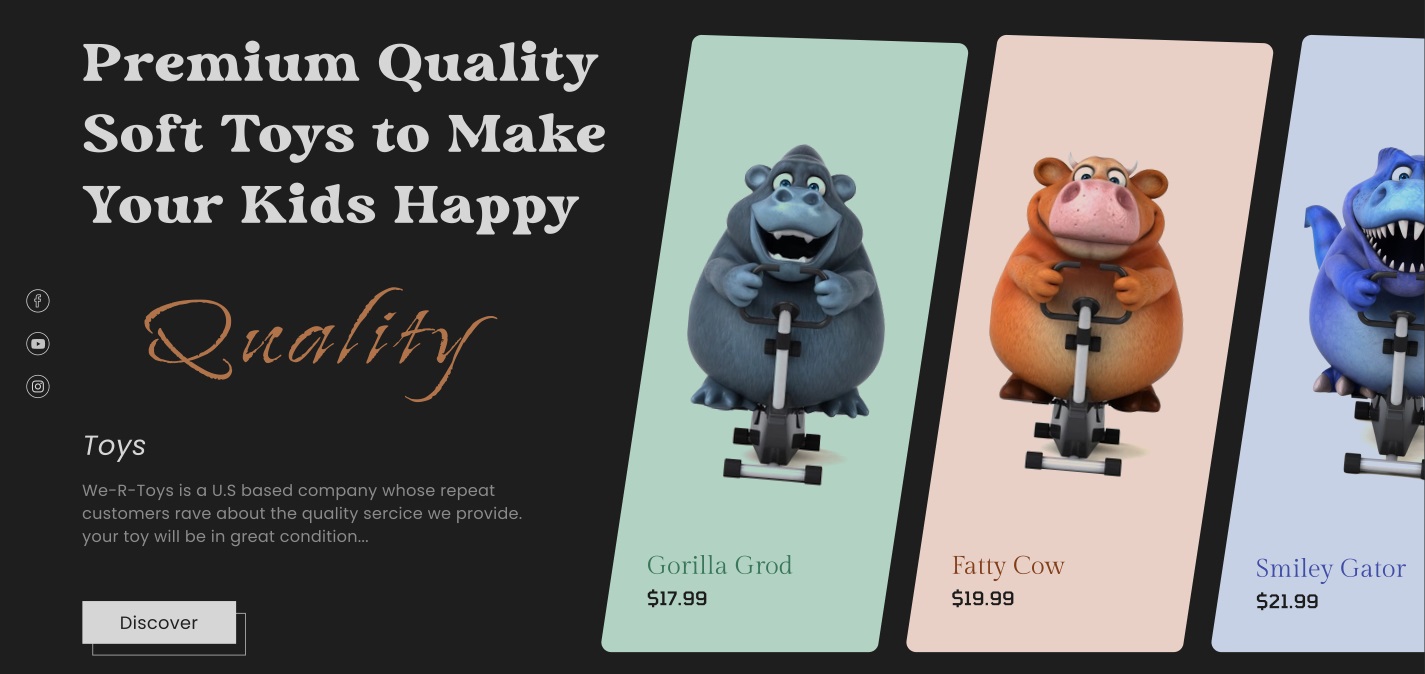 Premium Quality
Soft Toys to Make
Your Kids Happy
Quality
Toys
We-R-Toys is a U.S based company whose repeat
customers rave about the quality sercice we provide.
your toy will be in great condition...
Discover
Gorilla Grod
$17.99
Fatty Cow
$19.99
Smiley Gator
$21.99